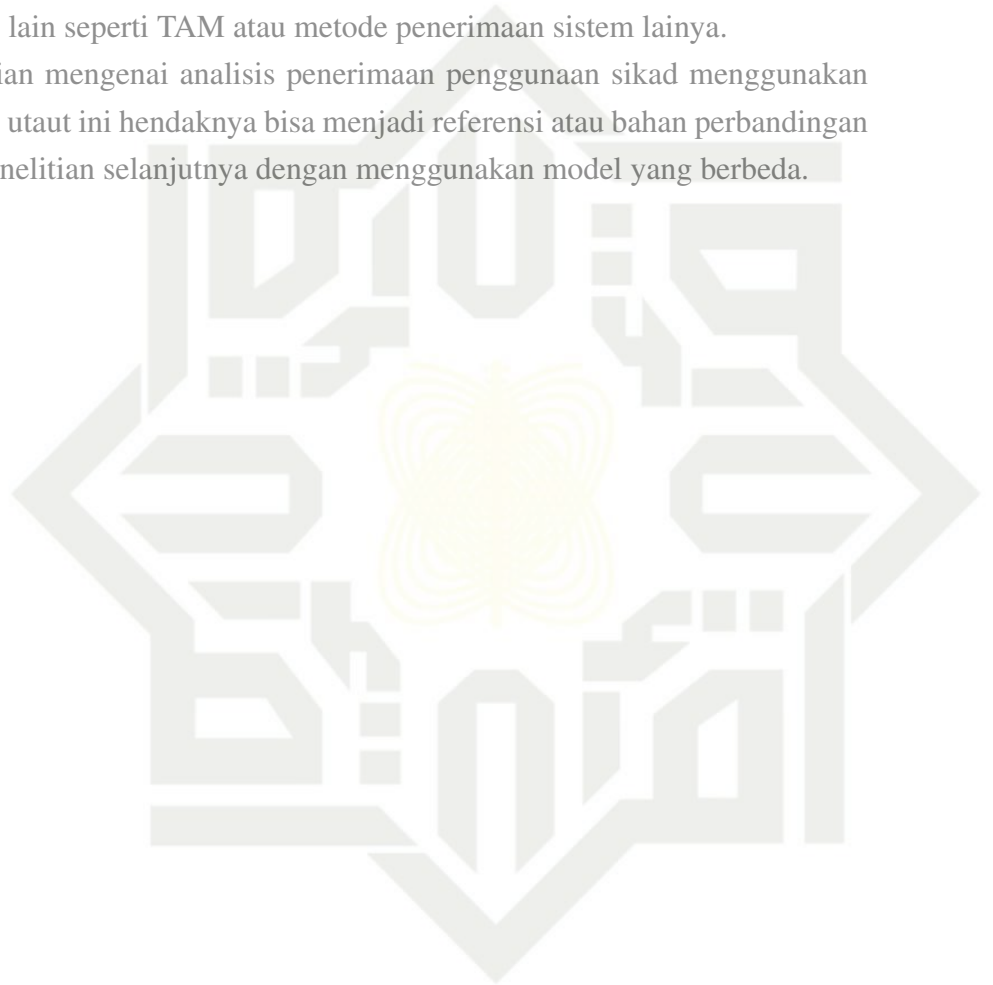 lain seperti TAM atau metode penerimaan sistem lainya.
ian mengenai analisis penerimaan penggunaan sikad menggunakan
utaut ini hendaknya bisa menjadi referensi atau bahan perbandingan
nelitian selanjutnya dengan menggunakan model yang berbeda.